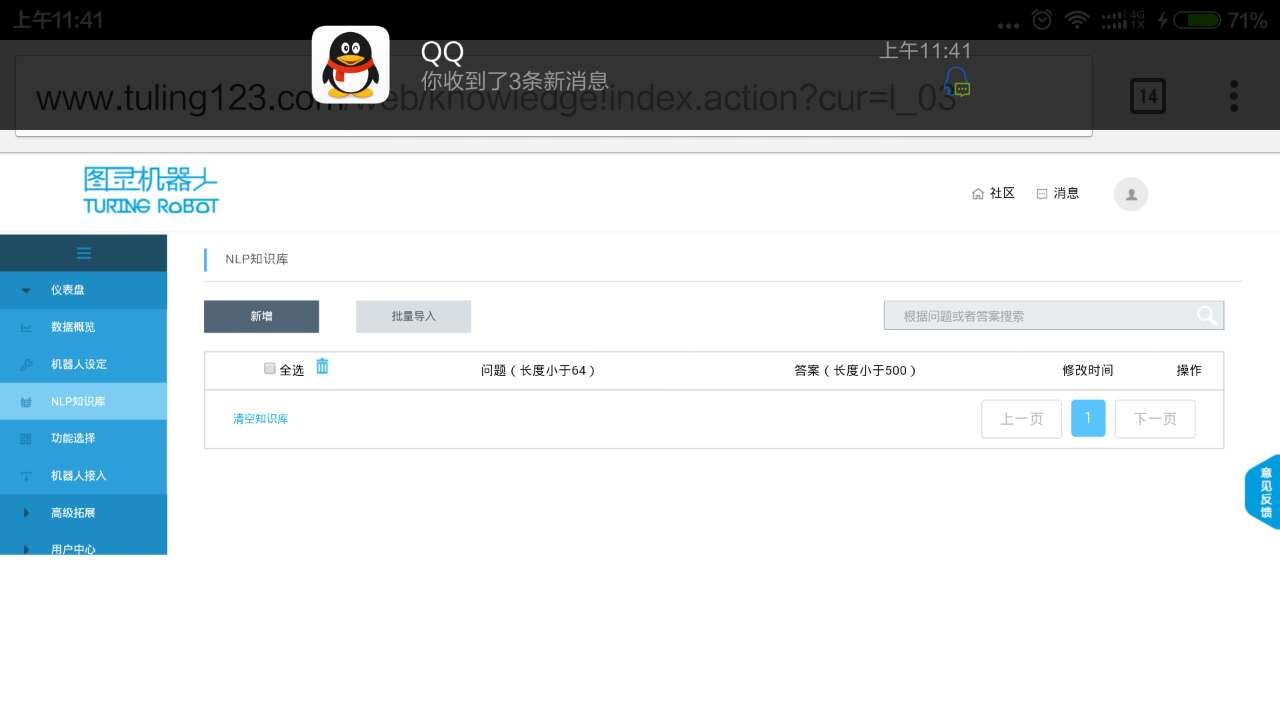 上午11:41
4G
1X
71%
QQ
上午11:41
你收到了3条新消息
www.tuling123.com/web/knowledge!index.action?cur=l_03
14
图灵机器人
TURING ROBOT
社区
消息
NLP知识库
仪表盘
数据概览
机器人设定
NLP知识库
功能选择
机器人接入
高级拓展
用户中心
新增
批量导入
根据问题或者答案搜索
全选
问题(长度小于64)
答案(长度小于500)
修改时间
操作
清空知识库
上一页
1
下一页
意见反馈